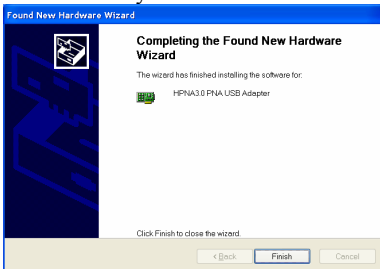 Found New Hardware Wizard
Completing the Found New Hardware
Wizard
The wizard has finished installing the software for:
HPNA3.0 PNA USB Adapter
Click Finish to close the wizard.
< Back
Finish
Cancel